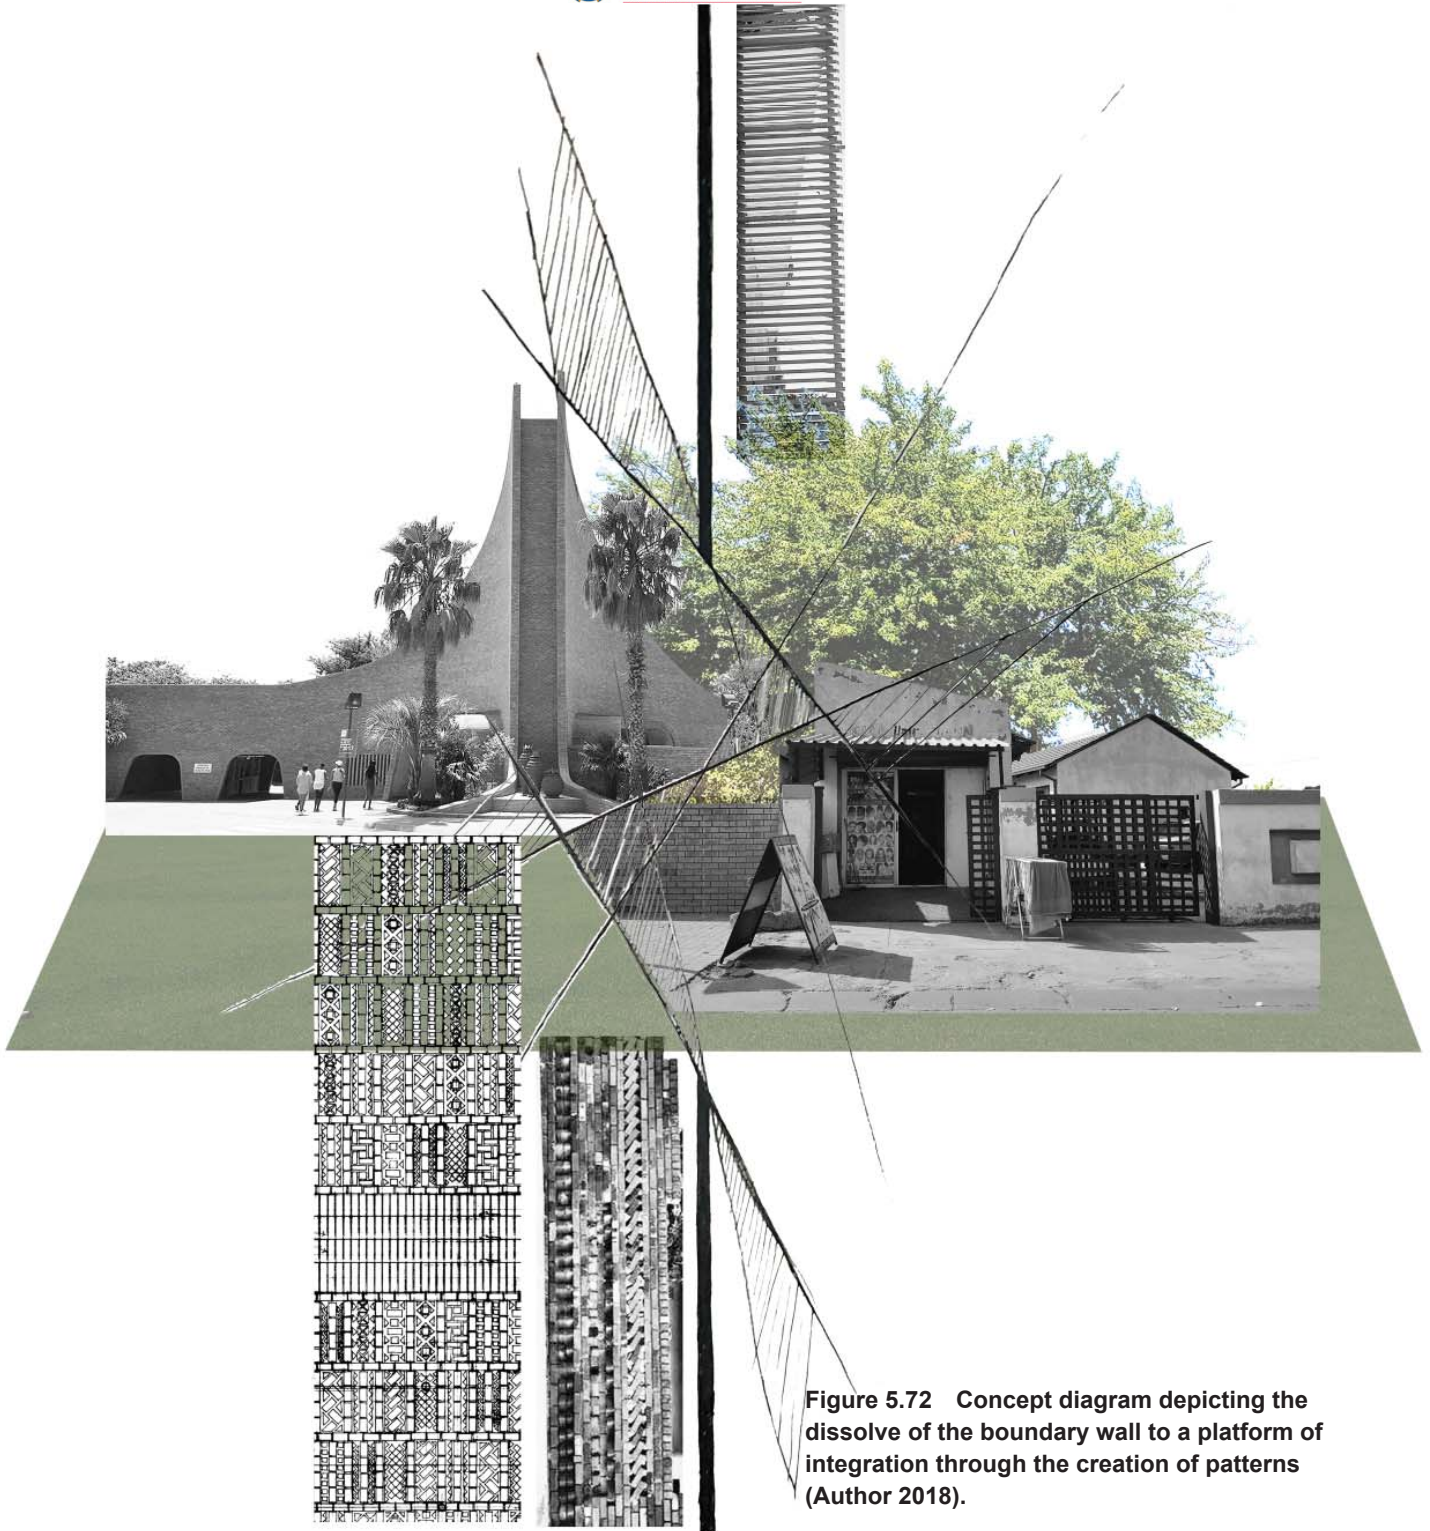 Figure 5.72 Concept diagram depicting the
dissolve of the boundary wall to a platform of
integration through the creation of patterns
(Author 2018).